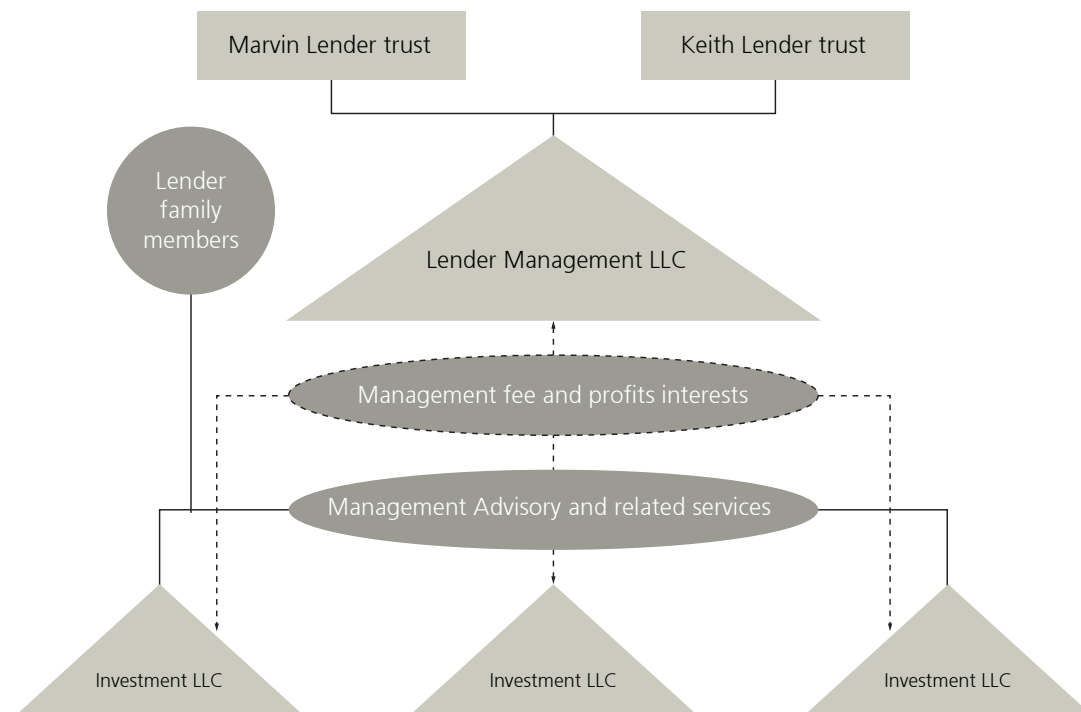 Marvin Lender trust
Keith Lender trust
Lender
family
members
Lender Management LLC
Management fee and profits interests
Management Advisory and related services
Investment LLC
Investment LLC
Investment LLC